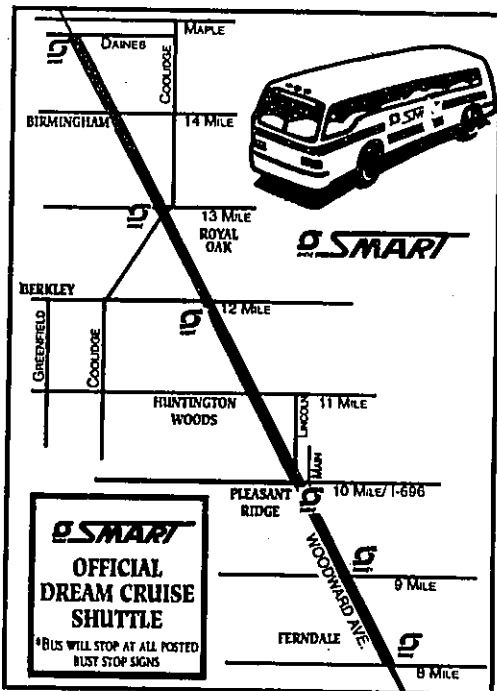 MAPLE
DAINES
COOLIDGE
BIRMINGHAM
14 MILE
SMART
13 MILE
ROYAL
OAK
SMART
BERKLEY
12 MILE
GREENFIELD
COOLIDGE
HUNTINGTON
WOODS
11 MILE
LINCOLN
MAIN
PLEASANT
RIDGE
10 MILE/I-696
SMART
OFFICIAL
DREAM CRUISE
SHUTTLE
*BUS WILL STOP AT ALL POSTED
BUST STOP SIGNS
WOODWARD AVE.
9 MILE
FERNDALE
8 MILE